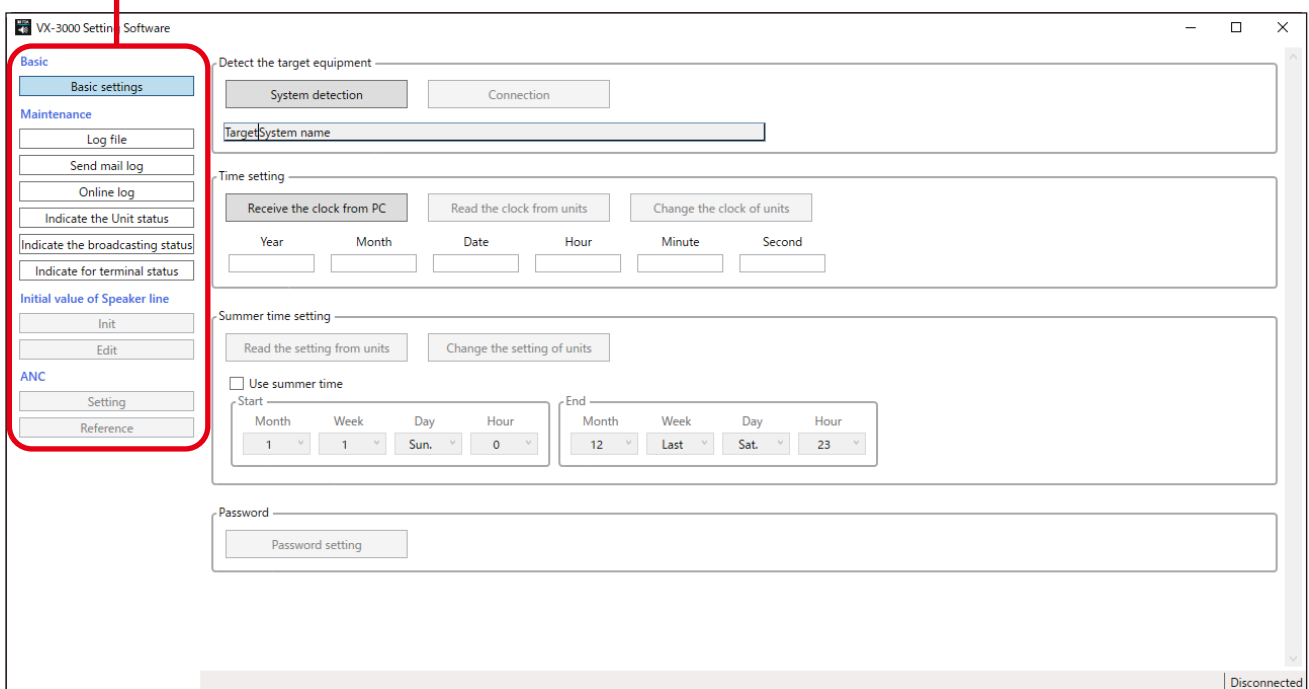 VX-3000 Setting Software
Basic
Basic settings
Maintenance
Log file
Send mail log
Online log
Indicate the Unit status
Indicate the broadcasting status
Indicate for terminal status
Initial value of Speaker line
Init
Edit
ANC
Setting
Reference
Detect the target equipment
System detection Connection
Target System name
Time setting
Receive the clock from PC Read the clock from units Change the clock of units
Year Month Date Hour Minute Second
Summer time setting
Read the setting from units Change the setting of units
Use summer time
Start
Month Week Day Hour
1 1 Sun. 0
End
Month Week Day Hour
12 Last Sat. 23
Password
Password setting
Disconnected